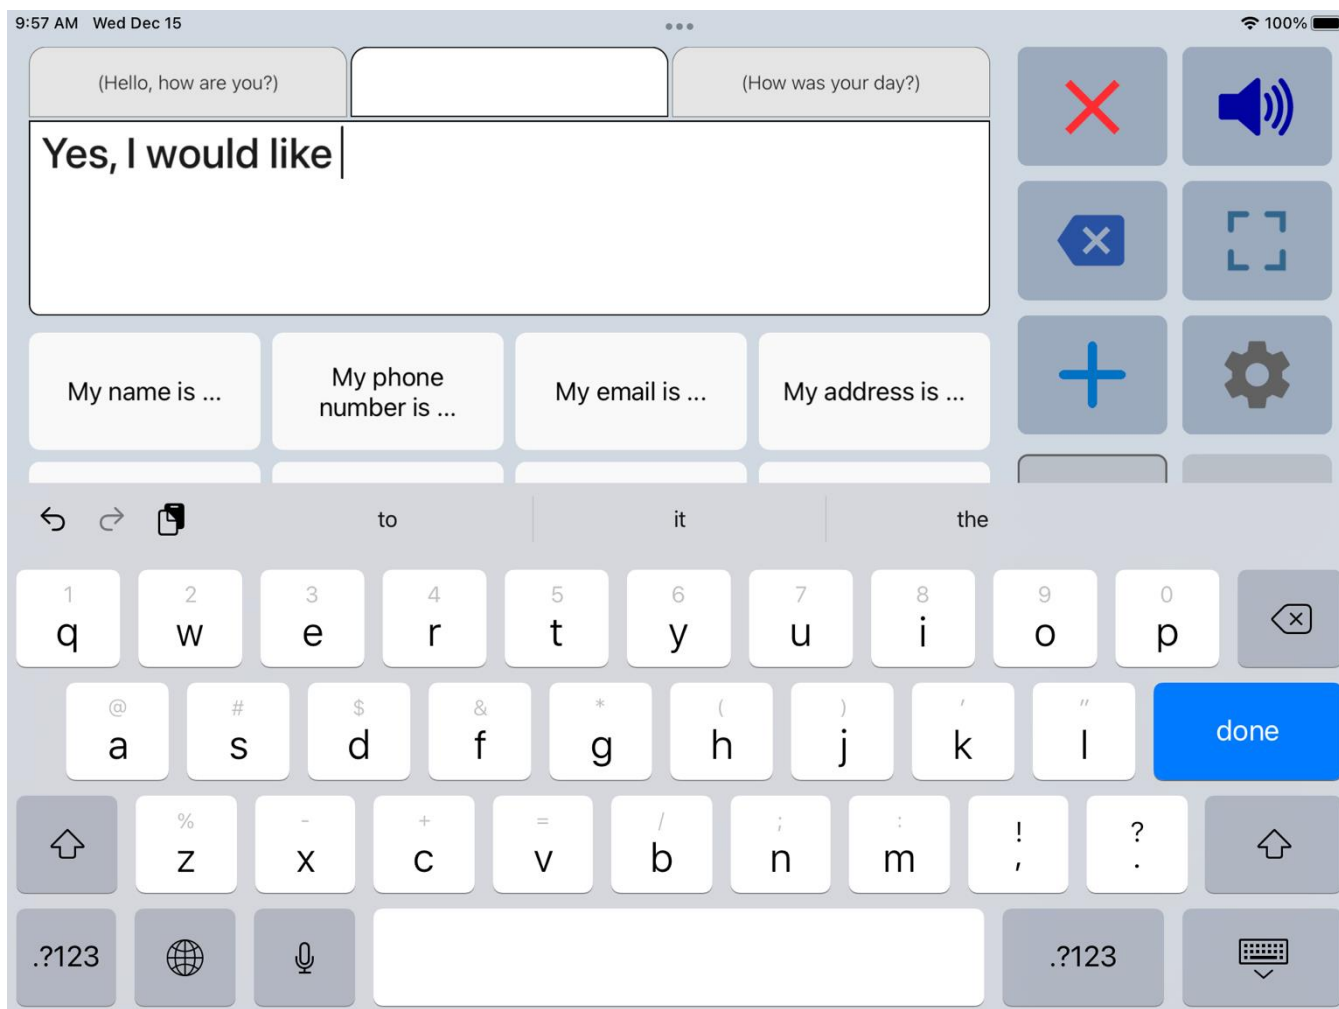 9:57 AM Wed Dec 15
100%
(Hello, how are you?)
(How was your day?)
Yes, I would like
My name is ...
My phone
number is ...
My email is ...
My address is ...
to it the
1 2 3 4 5 6 7 8 9 0
q w e r t y u i o p
@ # $ & * ( ) ' "
a s d f g h j k l done
% - + = / ; : ! ?
z x c v b n m , .
.?123 .?123